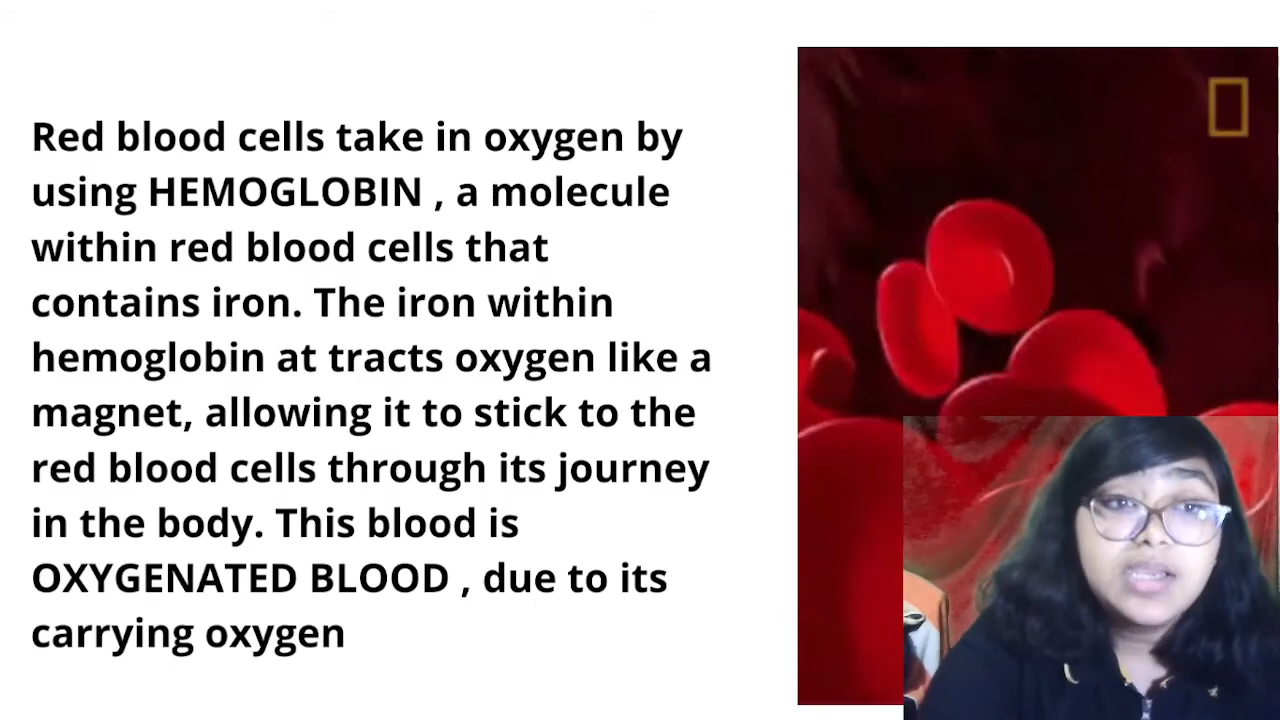 Red blood cells take in oxygen by
using HEMOGLOBIN , a molecule
within red blood cells that
contains iron. The iron within
hemoglobin at tracts oxygen like a
magnet, allowing it to stick to the
red blood cells through its journey
in the body. This blood is
OXYGENATED BLOOD , due to its
carrying oxygen